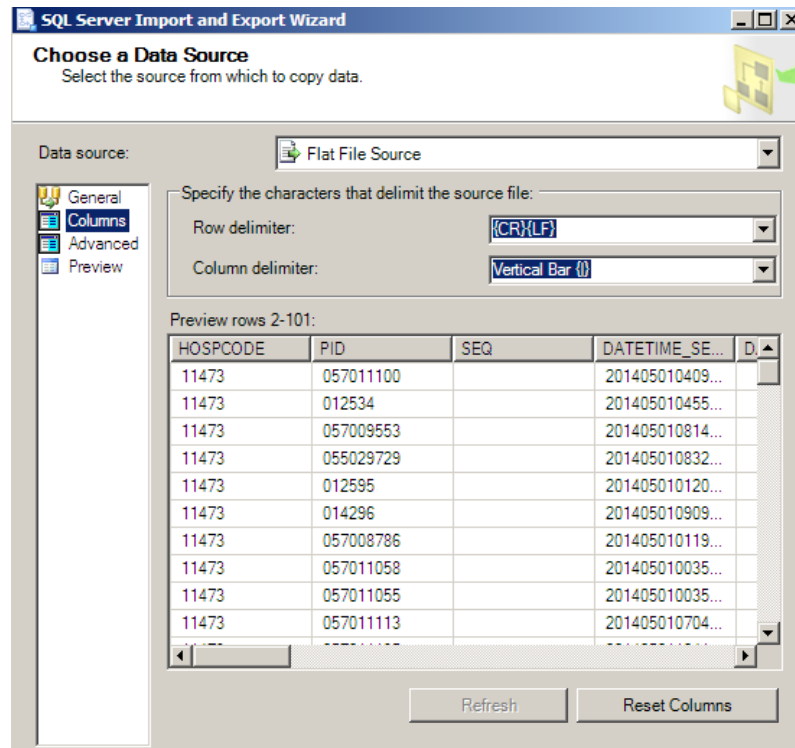 SQL Server Import and Export Wizard
Choose a Data Source
Select the source from which to copy data.
Data source: Flat File Source
General
Columns
Advanced
Preview
Specify the characters that delimit the source file:
Row delimiter: {CR}{LF}
Column delimiter: Vertical Bar {|}
Preview rows 2-101:
HOSPCODE PID SEQ DATETIME_SE... D.
11473 057011100 201405010409...
11473 012534 201405010455...
11473 057009553 201405010814...
11473 055029729 201405010832...
11473 012595 201405010120...
11473 014296 201405010909...
11473 057008786 201405010119...
11473 057011058 201405010035...
11473 057011055 201405010035...
11473 057011113 201405010704...
Refresh Reset Columns